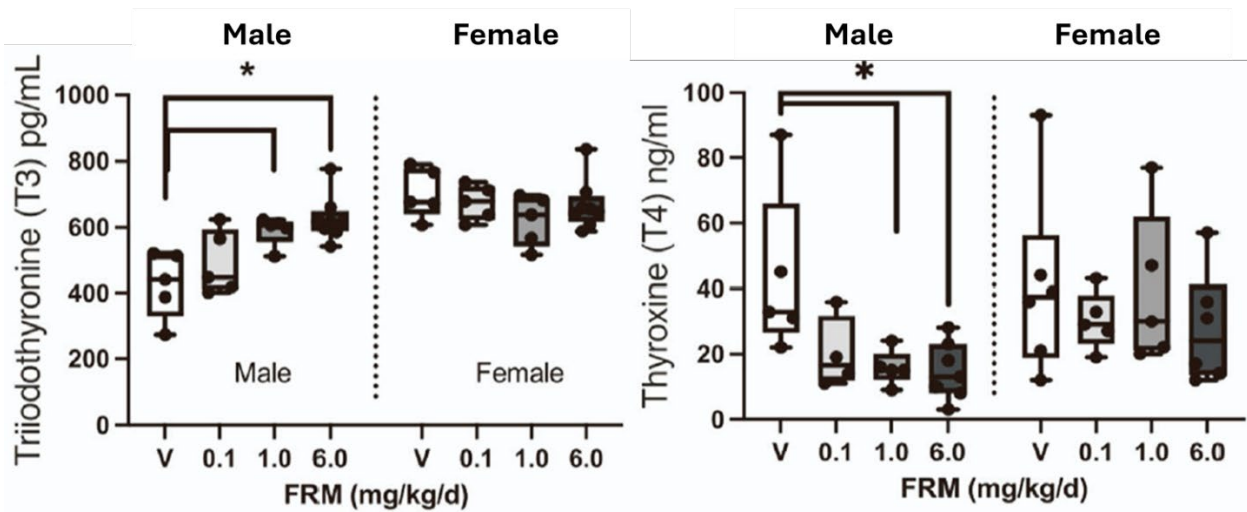 Male Female
*
Triiodothyronine (T3) pg/mL
1000
800
600
400
200
0
Male Female
V 0.1 1.0 6.0 V 0.1 1.0 6.0
FRM (mg/kg/d)
Male Female
*
Thyroxine (T4) ng/ml
100
80
60
40
20
0
V 0.1 1.0 6.0 V 0.1 1.0 6.0
FRM (mg/kg/d)